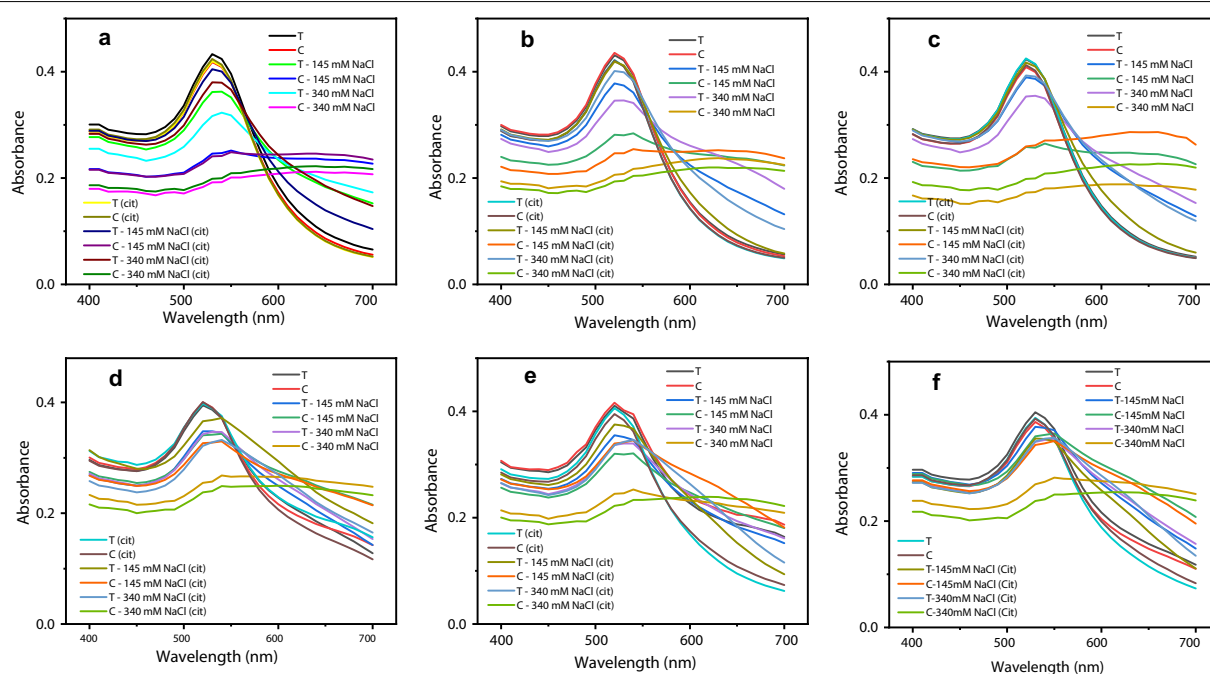 a
T
C
T - 145 mM NaCl
C - 145 mM NaCl
T - 340 mM NaCl
C - 340 mM NaCl
T (cit)
C (cit)
T - 145 mM NaCl (cit)
C - 145 mM NaCl (cit)
T - 340 mM NaCl (cit)
C - 340 mM NaCl (cit)
0.4
0.2
0.0
Absorbance
400 500 600 700
Wavelength (nm)
b
T
C
T - 145 mM NaCl
C - 145 mM NaCl
T - 340 mM NaCl
C - 340 mM NaCl
T (cit)
C (cit)
T - 145 mM NaCl (cit)
C - 145 mM NaCl (cit)
T - 340 mM NaCl (cit)
C - 340 mM NaCl (cit)
0.4
0.2
0.0
Absorbance
400 500 600 700
Wavelength (nm)
c
T
C
T - 145 mM NaCl
C - 145 mM NaCl
T - 340 mM NaCl
C - 340 mM NaCl
T (cit)
C (cit)
T - 145 mM NaCl (cit)
C - 145 mM NaCl (cit)
T - 340 mM NaCl (cit)
C - 340 mM NaCl (cit)
0.4
0.2
0.0
Absorbance
400 500 600 700
Wavelength (nm)
d
T
C
T - 145 mM NaCl
C - 145 mM NaCl
T - 340 mM NaCl
C - 340 mM NaCl
T (cit)
C (cit)
T - 145 mM NaCl (cit)
C - 145 mM NaCl (cit)
T - 340 mM NaCl (cit)
C - 340 mM NaCl (cit)
0.4
0.2
0.0
Absorbance
400 500 600 700
Wavelength (nm)
e
T
C
T - 145 mM NaCl
C - 145 mM NaCl
T - 340 mM NaCl
C - 340 mM NaCl
T (cit)
C (cit)
T - 145 mM NaCl (cit)
C - 145 mM NaCl (cit)
T - 340 mM NaCl (cit)
C - 340 mM NaCl (cit)
0.4
0.2
0.0
Absorbance
400 500 600 700
Wavelength (nm)
f
T
C
T-145mM NaCl
C-145mM NaCl
T-340mM NaCl
C-340mM NaCl
T
C
T-145mM NaCl (Cit)
C-145mM NaCl (Cit)
T-340mM NaCl (Cit)
C-340mM NaCl (Cit)
0.4
0.2
0.0
Absorbance
400 500 600 700
Wavelength (nm)